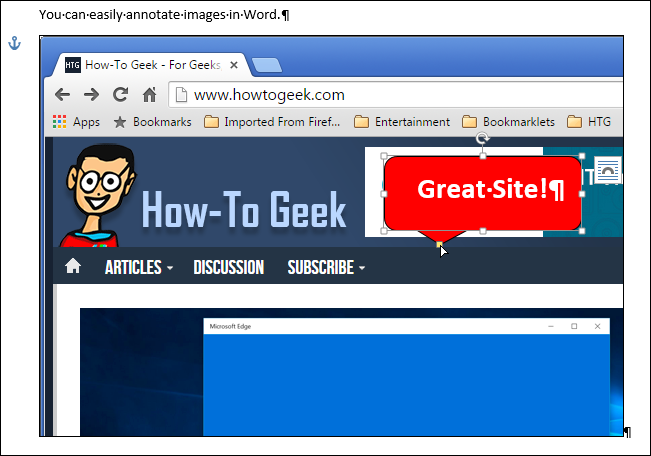 You can easily annotate images in Word.¶
HTG How-To Geek - For Geeks
www.howtogeek.com
Apps Bookmarks Imported From Firef... Entertainment Bookmarklets HTG
Great Site!¶
How-To Geek
ARTICLES DISCUSSION SUBSCRIBE
Microsoft Edge
¶